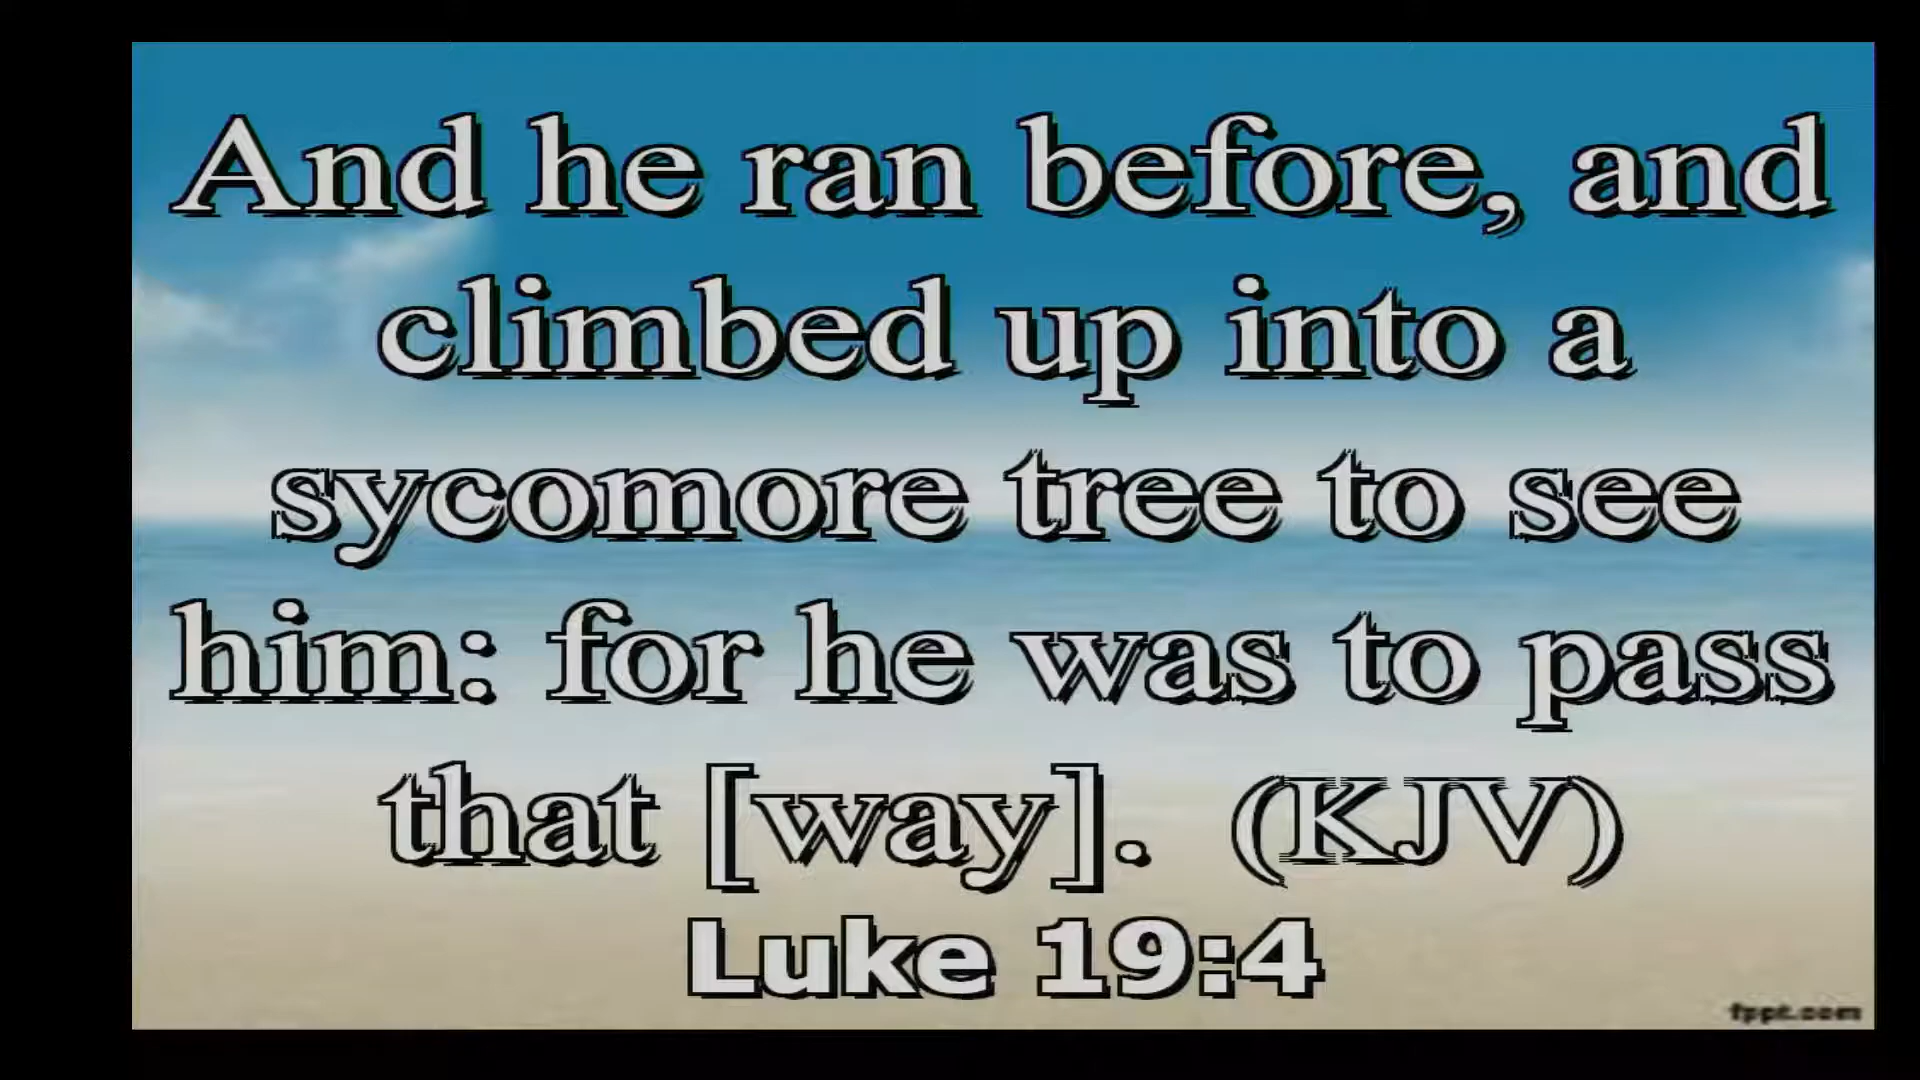 And he ran before, and
climbed up into a
sycomore tree to see
him: for he was to pass
that [way]. (KJV)
Luke 19:4
fppt.com